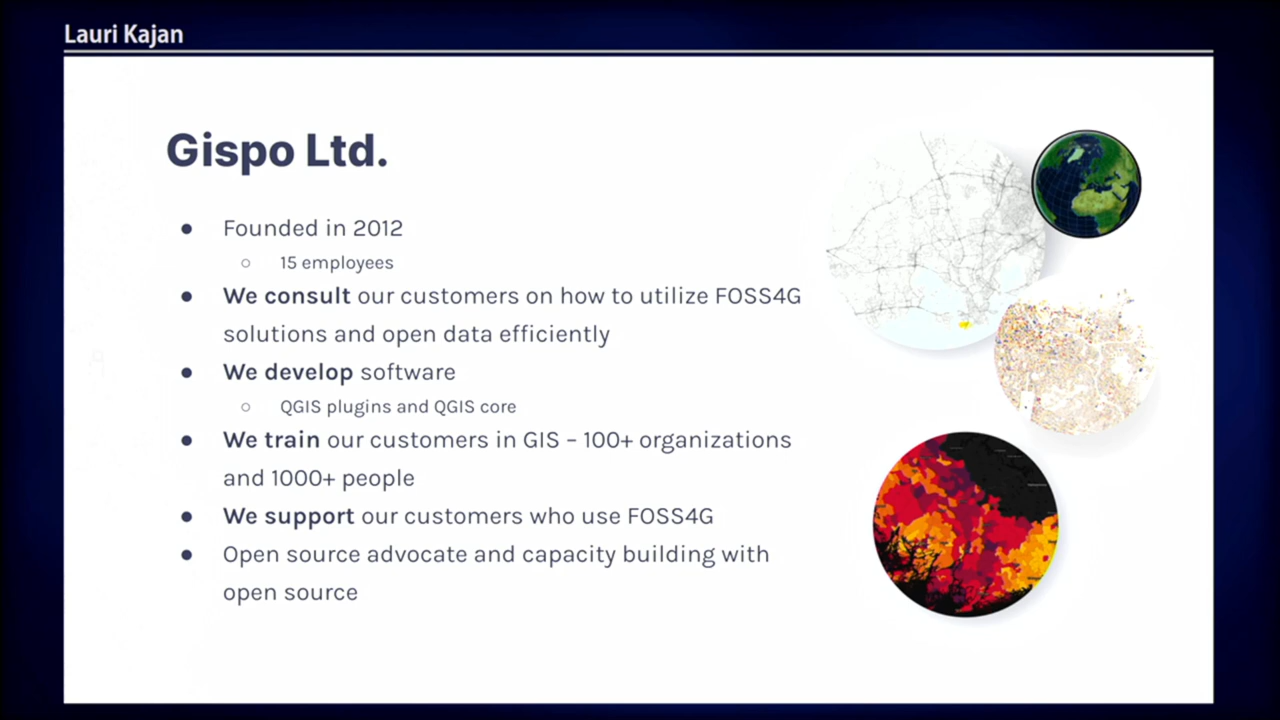 Lauri Kajan
Gispo Ltd.
● Founded in 2012
○ 15 employees
● We consult our customers on how to utilize FOSS4G
solutions and open data efficiently
● We develop software
○ QGIS plugins and QGIS core
● We train our customers in GIS – 100+ organizations
and 1000+ people
● We support our customers who use FOSS4G
● Open source advocate and capacity building with
open source